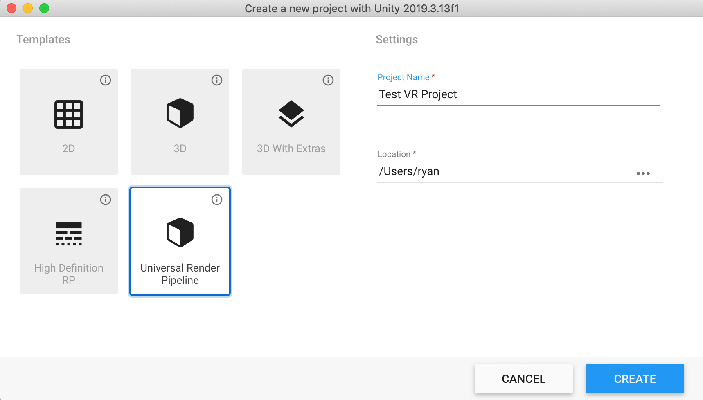 Create a new project with Unity 2019.3.13f1
Templates
Settings
2D
3D
3D With Extras
High Definition
RP
Universal Render
Pipeline
Project Name *
Test VR Project
Location *
/Users/ryan
CANCEL
CREATE